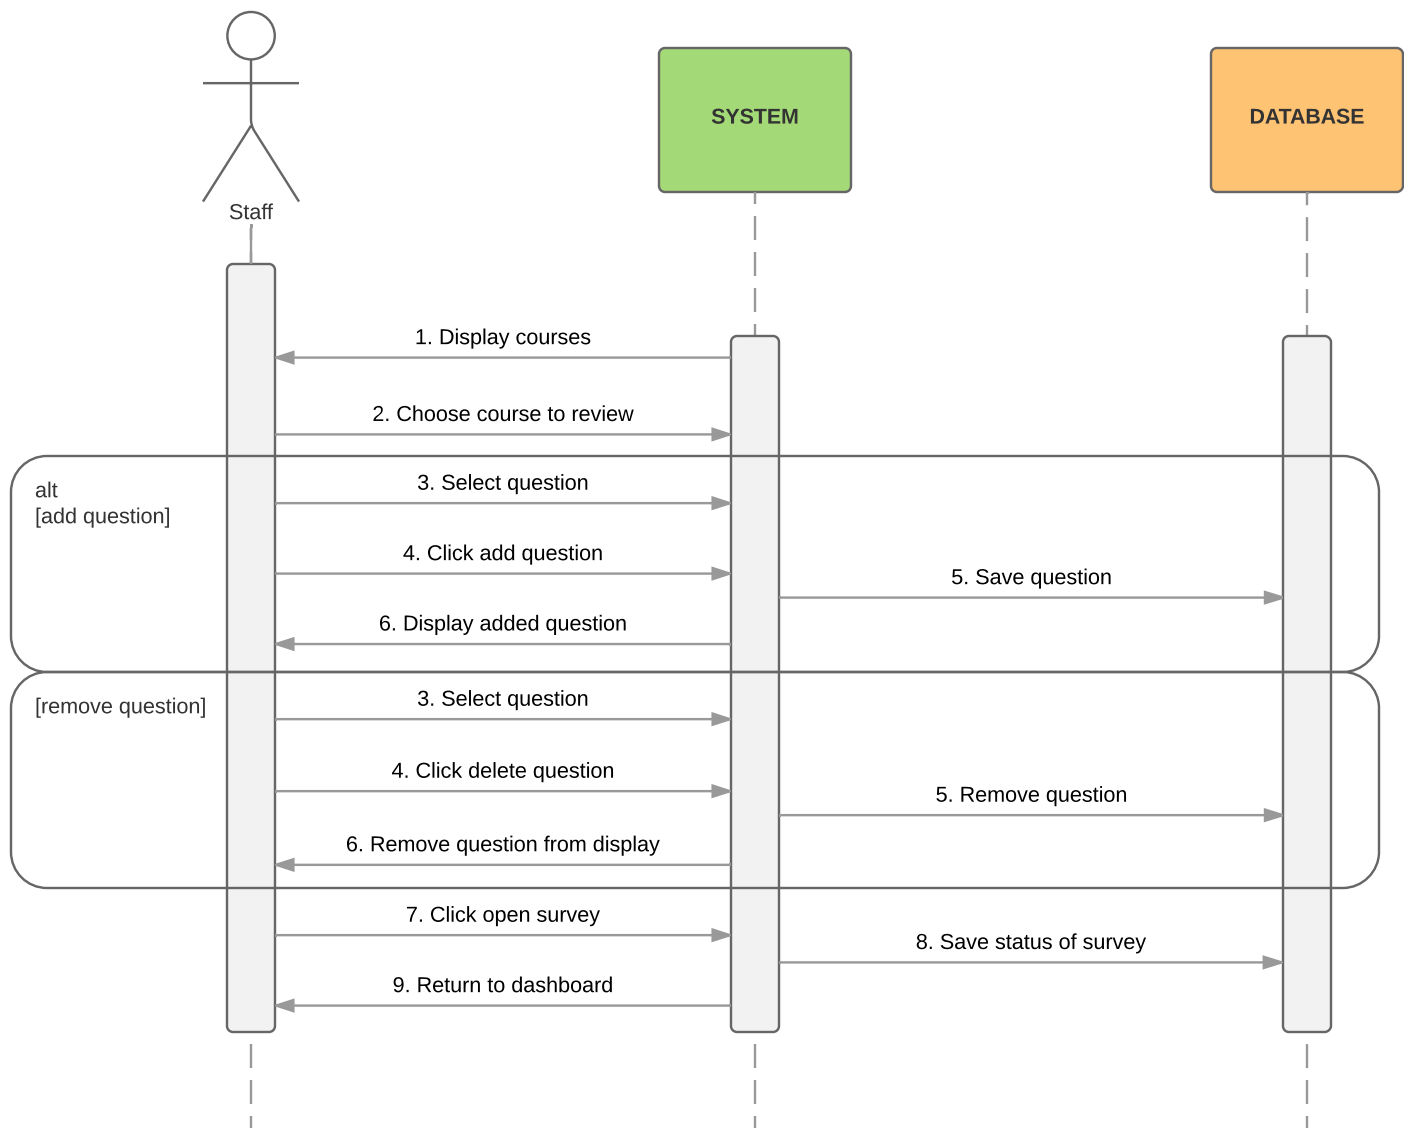 SYSTEM
DATABASE
Staff
1. Display courses
2. Choose course to review
alt
[add question]
3. Select question
4. Click add question
5. Save question
6. Display added question
[remove question]
3. Select question
4. Click delete question
5. Remove question
6. Remove question from display
7. Click open survey
8. Save status of survey
9. Return to dashboard